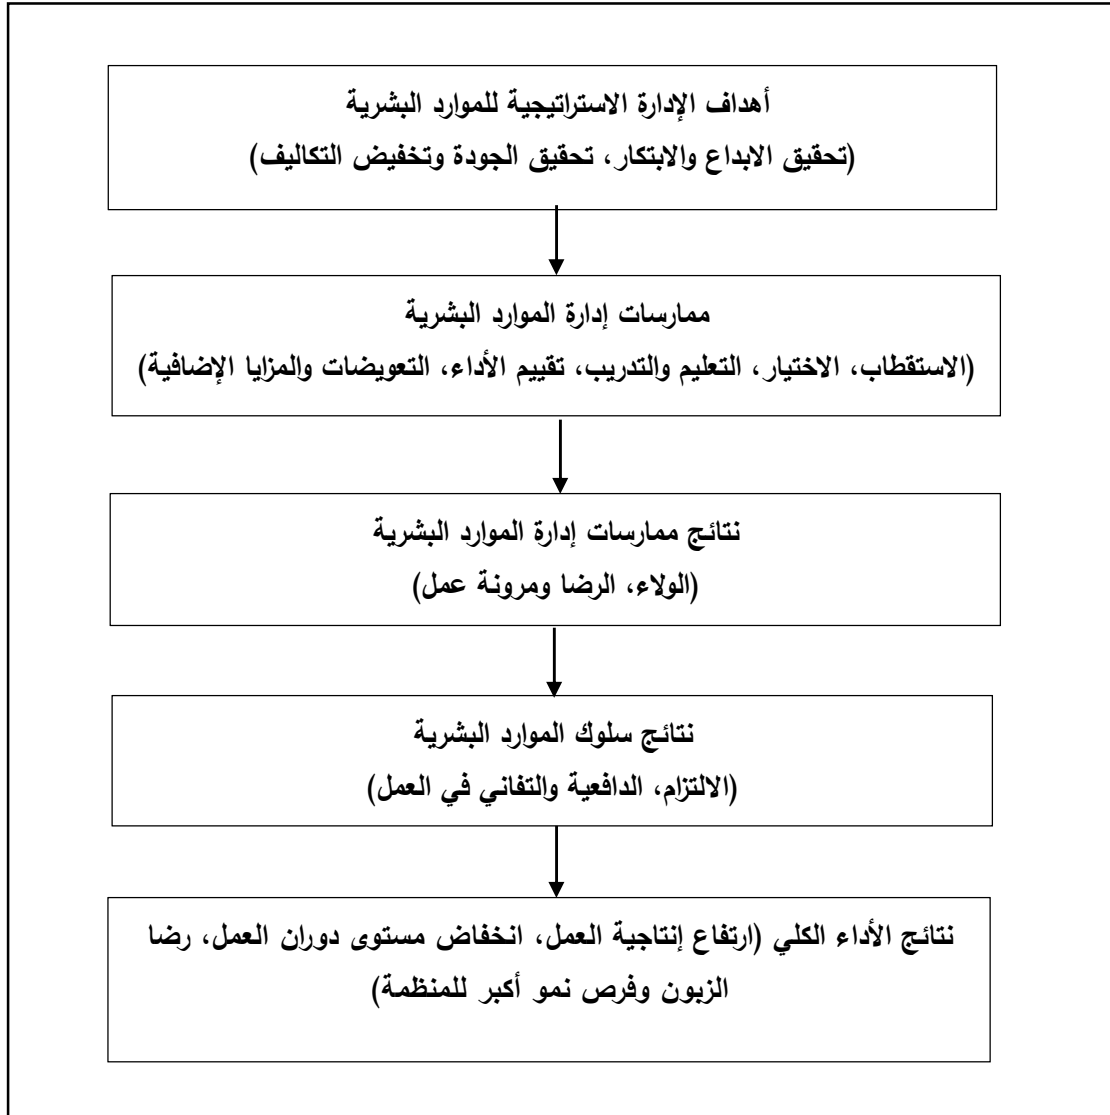 أهداف الإدارة الاستراتيجية للموارد البشرية
(تحقيق الابداع والابتكار، تحقيق الجودة وتخفيض التكاليف)
ممارسات إدارة الموارد البشرية
(الاستقطاب، الاختيار، التعليم والتدريب، تقييم الأداء، التعويضات والمزايا الإضافية)
نتائج ممارسات إدارة الموارد البشرية
(الولاء، الرضا ومرونة عمل)
نتائج سلوك الموارد البشرية
(الالتزام، الدافعية والتفاني في العمل)
نتائج الأداء الكلي (ارتفاع إنتاجية العمل، انخفاض مستوى دوران العمل، رضا
الزبون وفرص نمو أكبر للمنظمة)